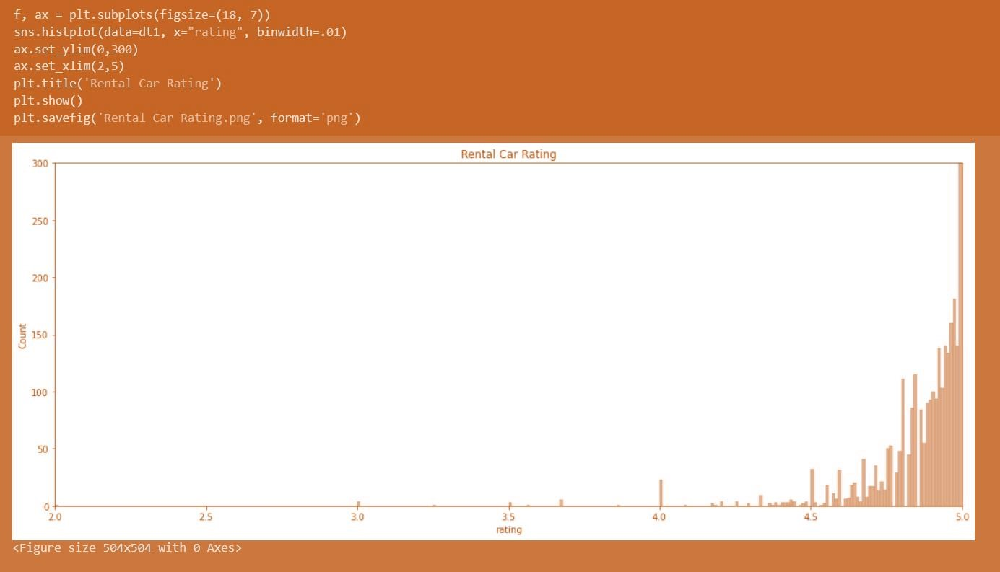 f, ax = plt.subplots(figsize=(18, 7))
sns.histplot(data=dt1, x="rating", binwidth=.01)
ax.set_ylim(0,300)
ax.set_xlim(2,5)
plt.title('Rental Car Rating')
plt.show()
plt.savefig('Rental Car Rating.png', format='png')
Rental Car Rating
300
250
200
150
100
50
0
Count
2.0 2.5 3.0 3.5 4.0 4.5 5.0
rating
<Figure size 504x504 with 0 Axes>